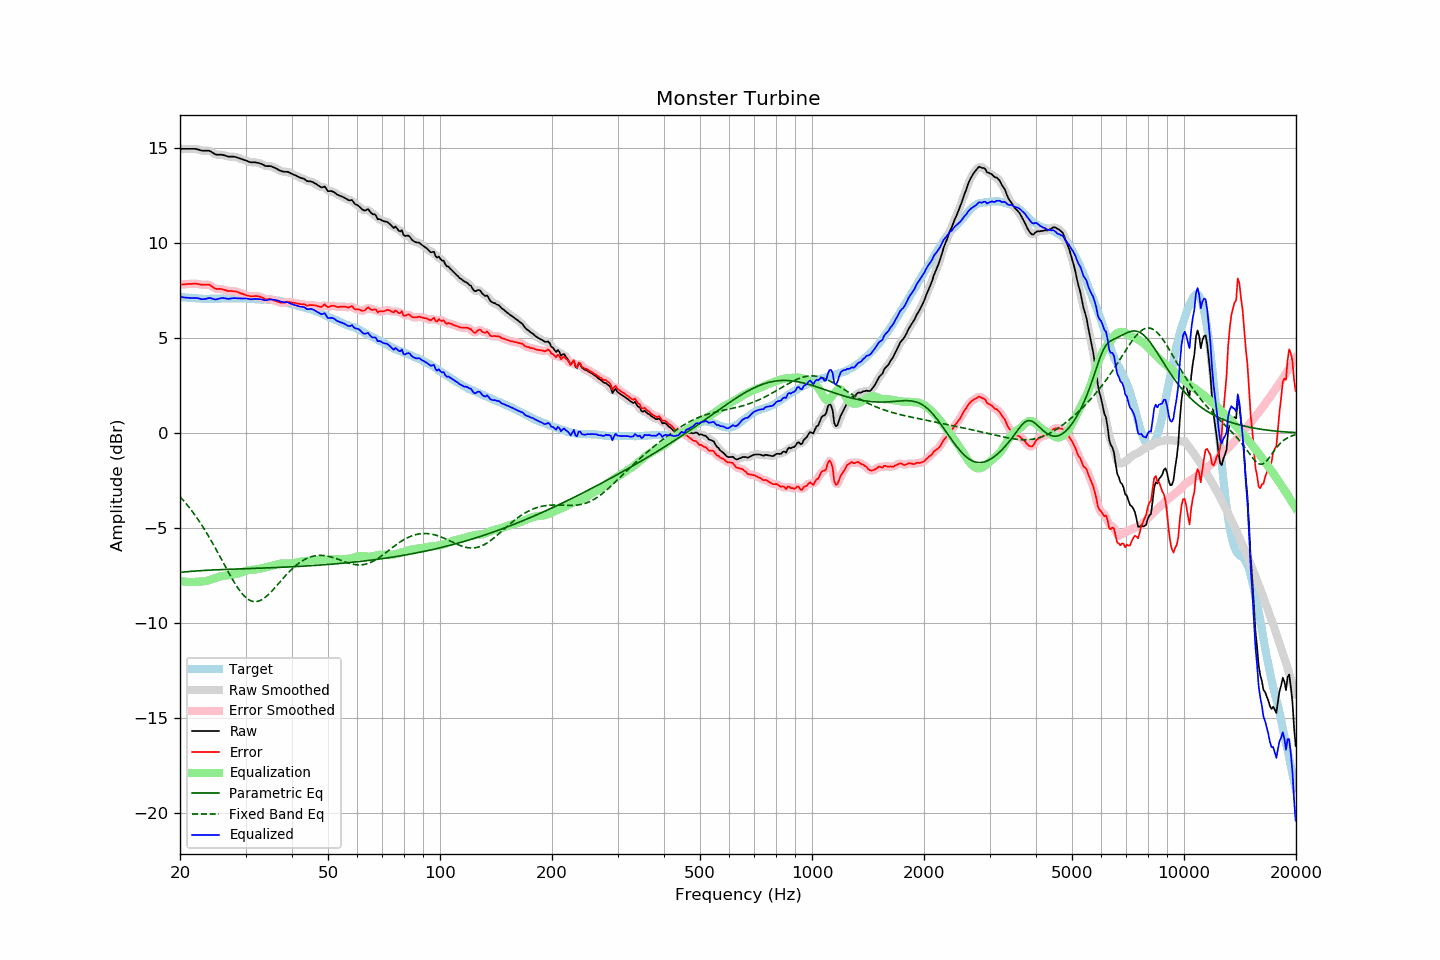 Monster Turbine
Amplitude (dBr)
15
10
5
0
−5
−10
−15
−20
Target
Raw Smoothed
Error Smoothed
Raw
Error
Equalization
Parametric Eq
Fixed Band Eq
Equalized
20 50 100 200 500 1000 2000 5000 10000 20000
Frequency (Hz)